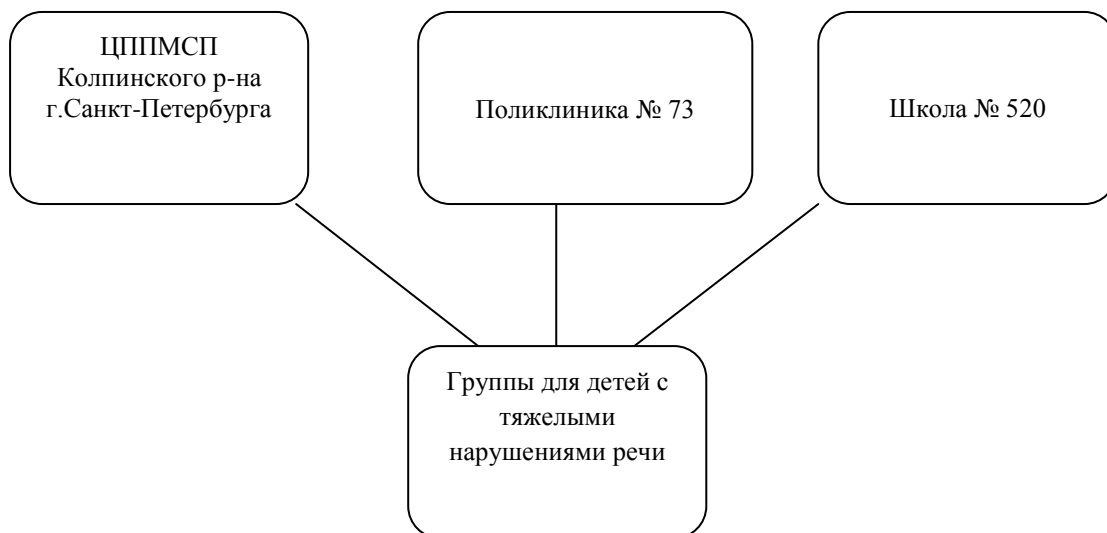 ЦППМСП
Колпинского р-на
г.Санкт-Петербурга
Поликлиника № 73
Школа № 520
Группы для детей с
тяжелыми
нарушениями речи